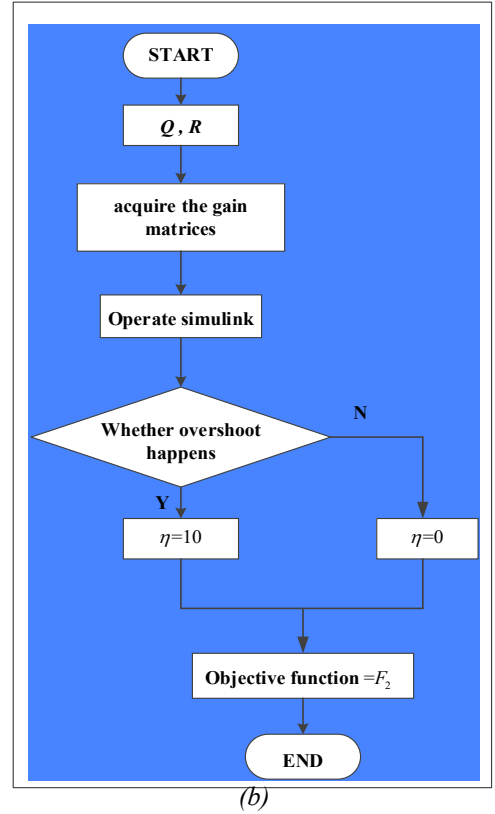 START
Q , R
acquire the gain
matrices
Operate simulink
Whether overshoot
happens
N
Y
η=10
η=0
Objective function =F₂
END
(b)